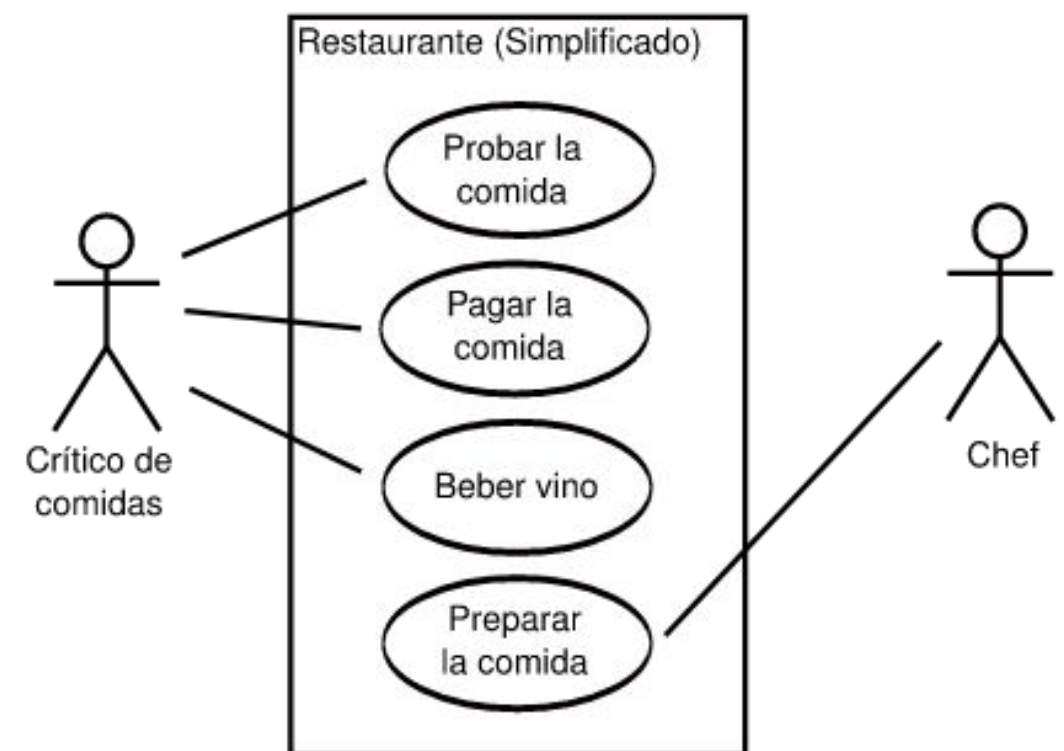 Restaurante (Simplificado)
Probar la
comida
Pagar la
comida
Beber vino
Preparar
la comida
Crítico de
comidas
Chef